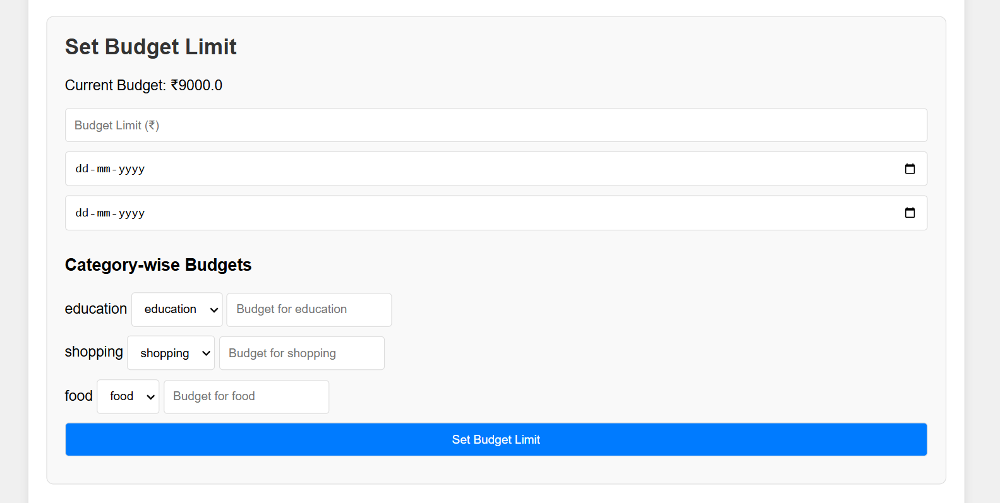 Set Budget Limit
Current Budget: ₹9000.0
Budget Limit (₹)
dd-mm-yyyy
dd-mm-yyyy
Category-wise Budgets
education education Budget for education
shopping shopping Budget for shopping
food food Budget for food
Set Budget Limit